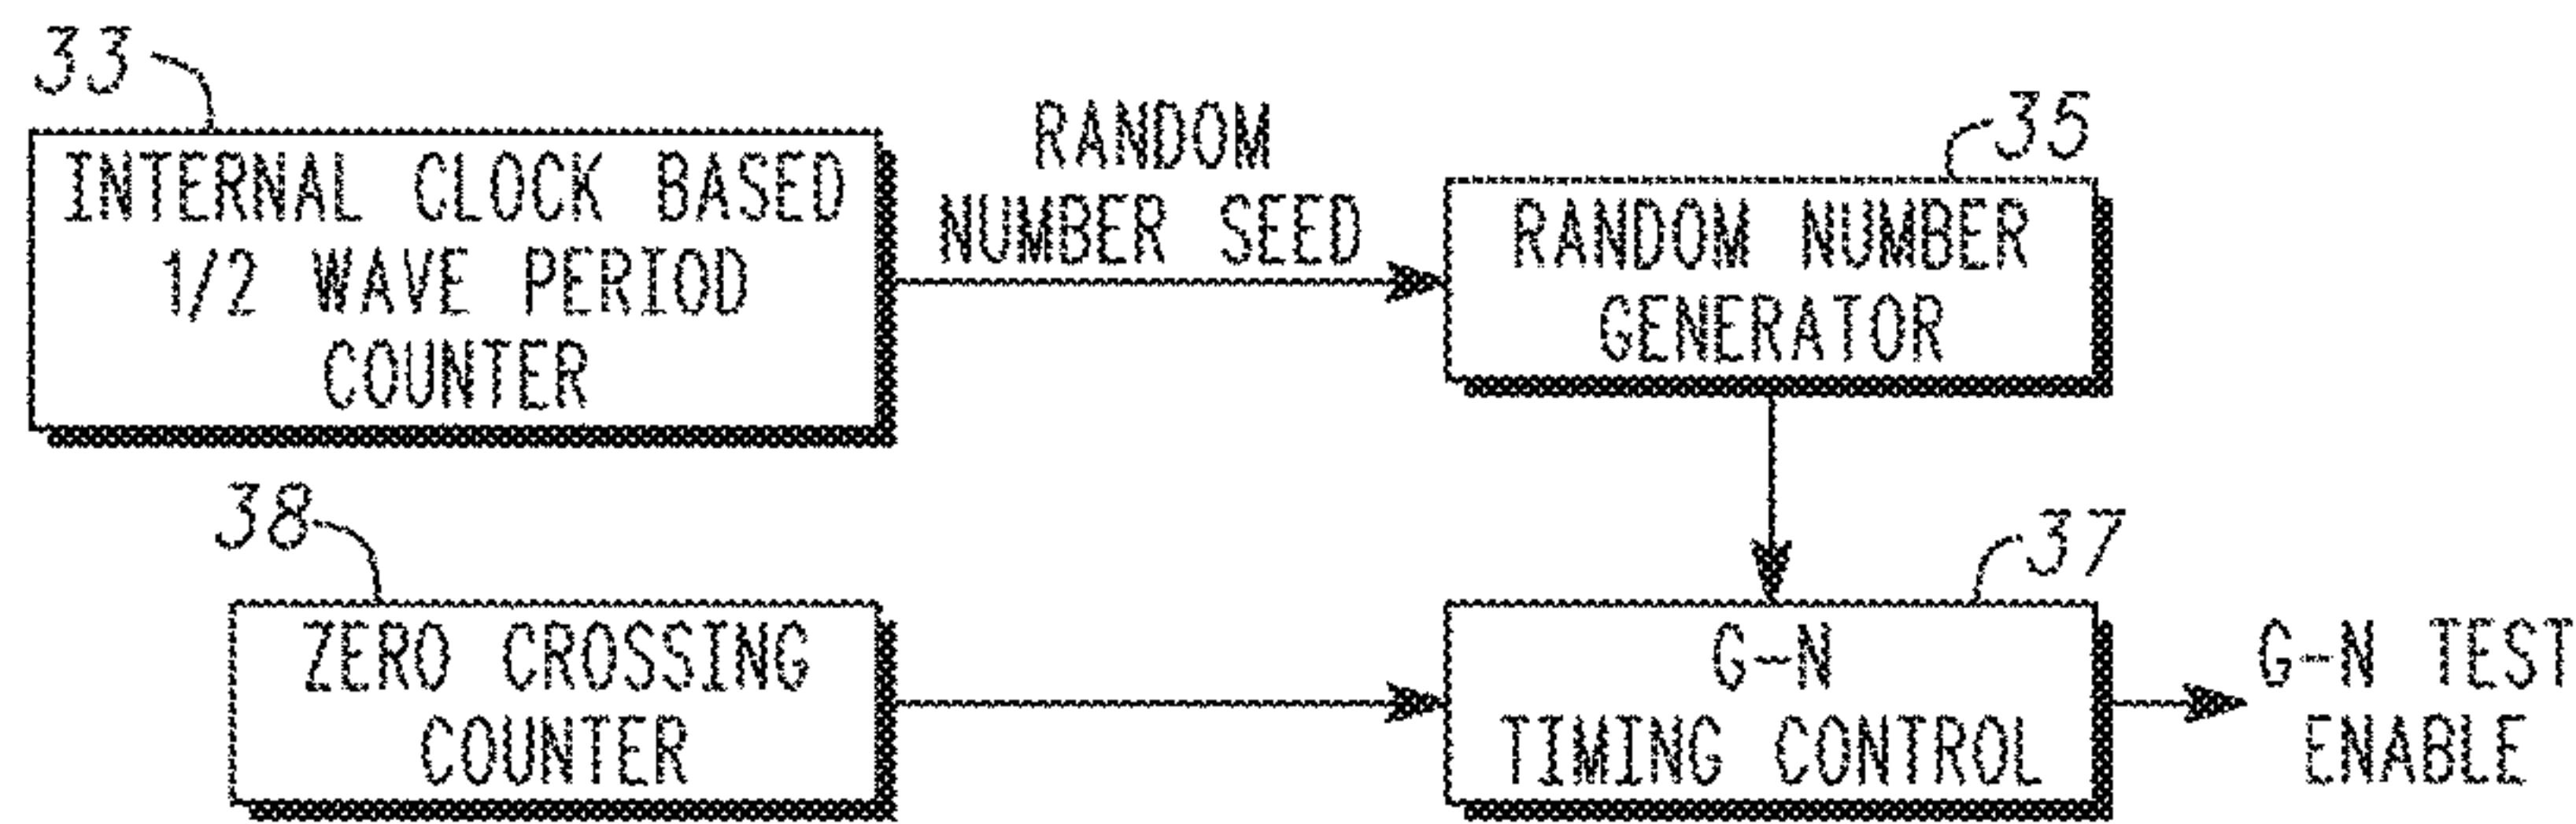 33
INTERNAL CLOCK BASED
1/2 WAVE PERIOD
COUNTER
RANDOM
NUMBER SEED
35
RANDOM NUMBER
GENERATOR
38
ZERO CROSSING
COUNTER
37
G-N
TIMING CONTROL
G-N TEST
ENABLE